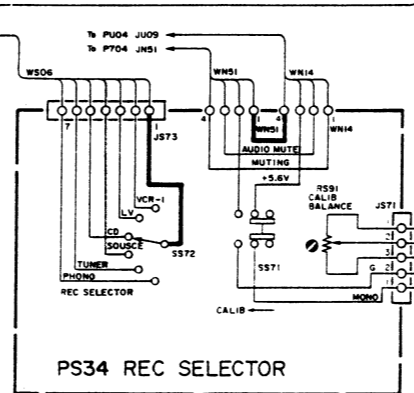 To PU04 JU09
To P704 JN51
WS06
WN51
WN14
7
1
JS73
4
1
WN51
4
1
WN14
AUDIO MUTE
MUTING
+5.6V
RS91
CALIB
BALANCE
JS71
VCR-1
LV
CD
SOUSCE
SS72
TUNER
PHONO
REC SELECTOR
SS71
1
2
3
G
2
MONO
1
CALIB
PS34 REC SELECTOR